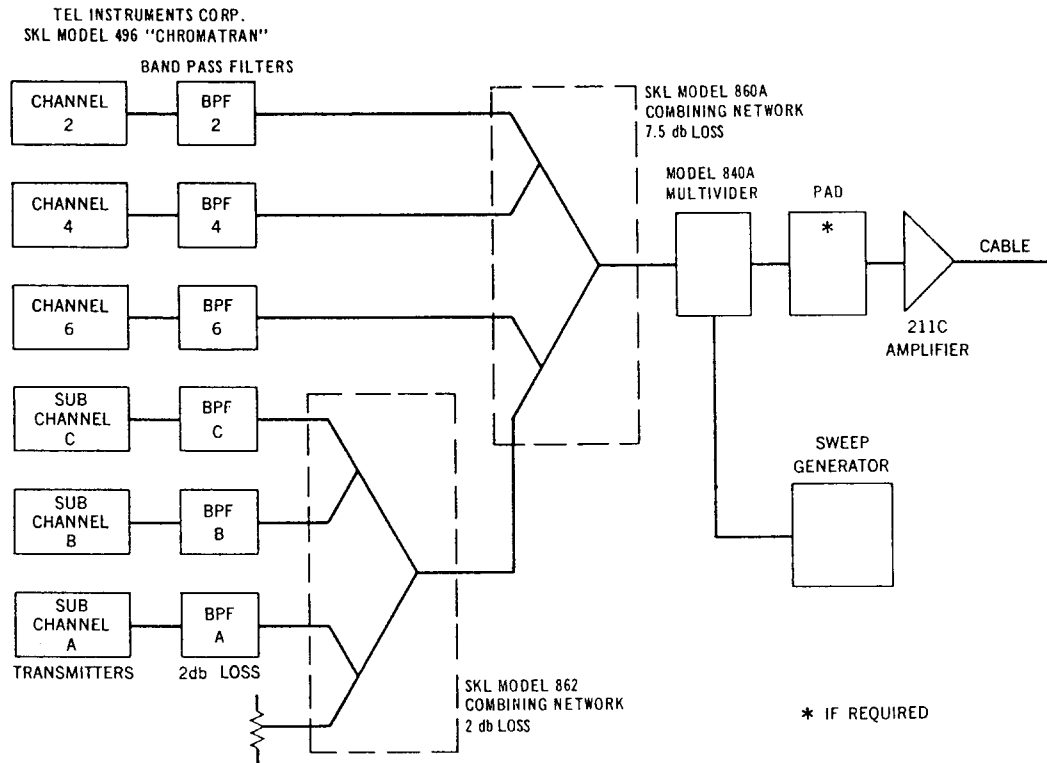 TEL INSTRUMENTS CORP.
SKL MODEL 496 "CHROMATRAN"
BAND PASS FILTERS
CHANNEL
2
BPF
2
CHANNEL
4
BPF
4
CHANNEL
6
BPF
6
SUB
CHANNEL
C
BPF
C
SUB
CHANNEL
B
BPF
B
SUB
CHANNEL
A
BPF
A
TRANSMITTERS
2db LOSS
SKL MODEL 862
COMBINING NETWORK
2 db LOSS
SKL MODEL 860A
COMBINING NETWORK
7.5 db LOSS
MODEL 840A
MULTIVIDER
PAD
*
CABLE
211C
AMPLIFIER
SWEEP
GENERATOR
* IF REQUIRED